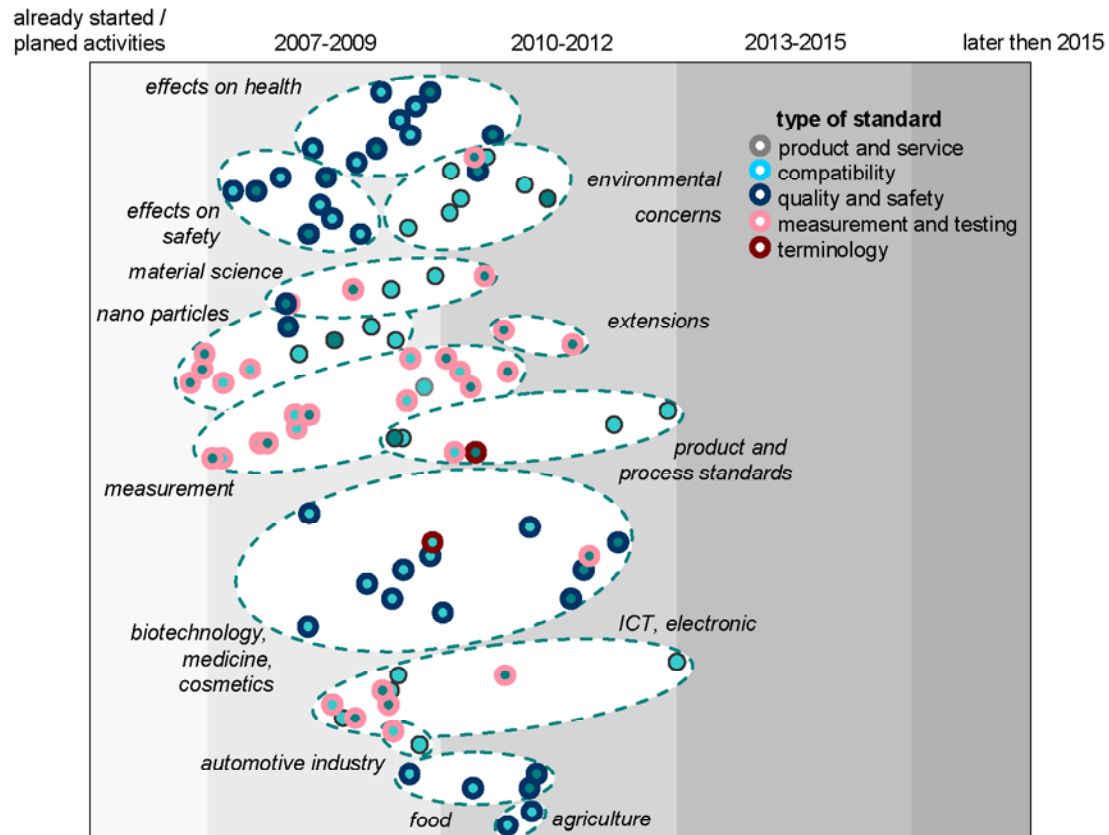 already started /
planed activities
2007-2009
2010-2012
2013-2015
later then 2015
effects on health
type of standard
product and service
compatibility
quality and safety
measurement and testing
terminology
environmental
concerns
effects on
safety
material science
nano particles
extensions
product and
process standards
measurement
ICT, electronic
biotechnology,
medicine,
cosmetics
automotive industry
food
agriculture